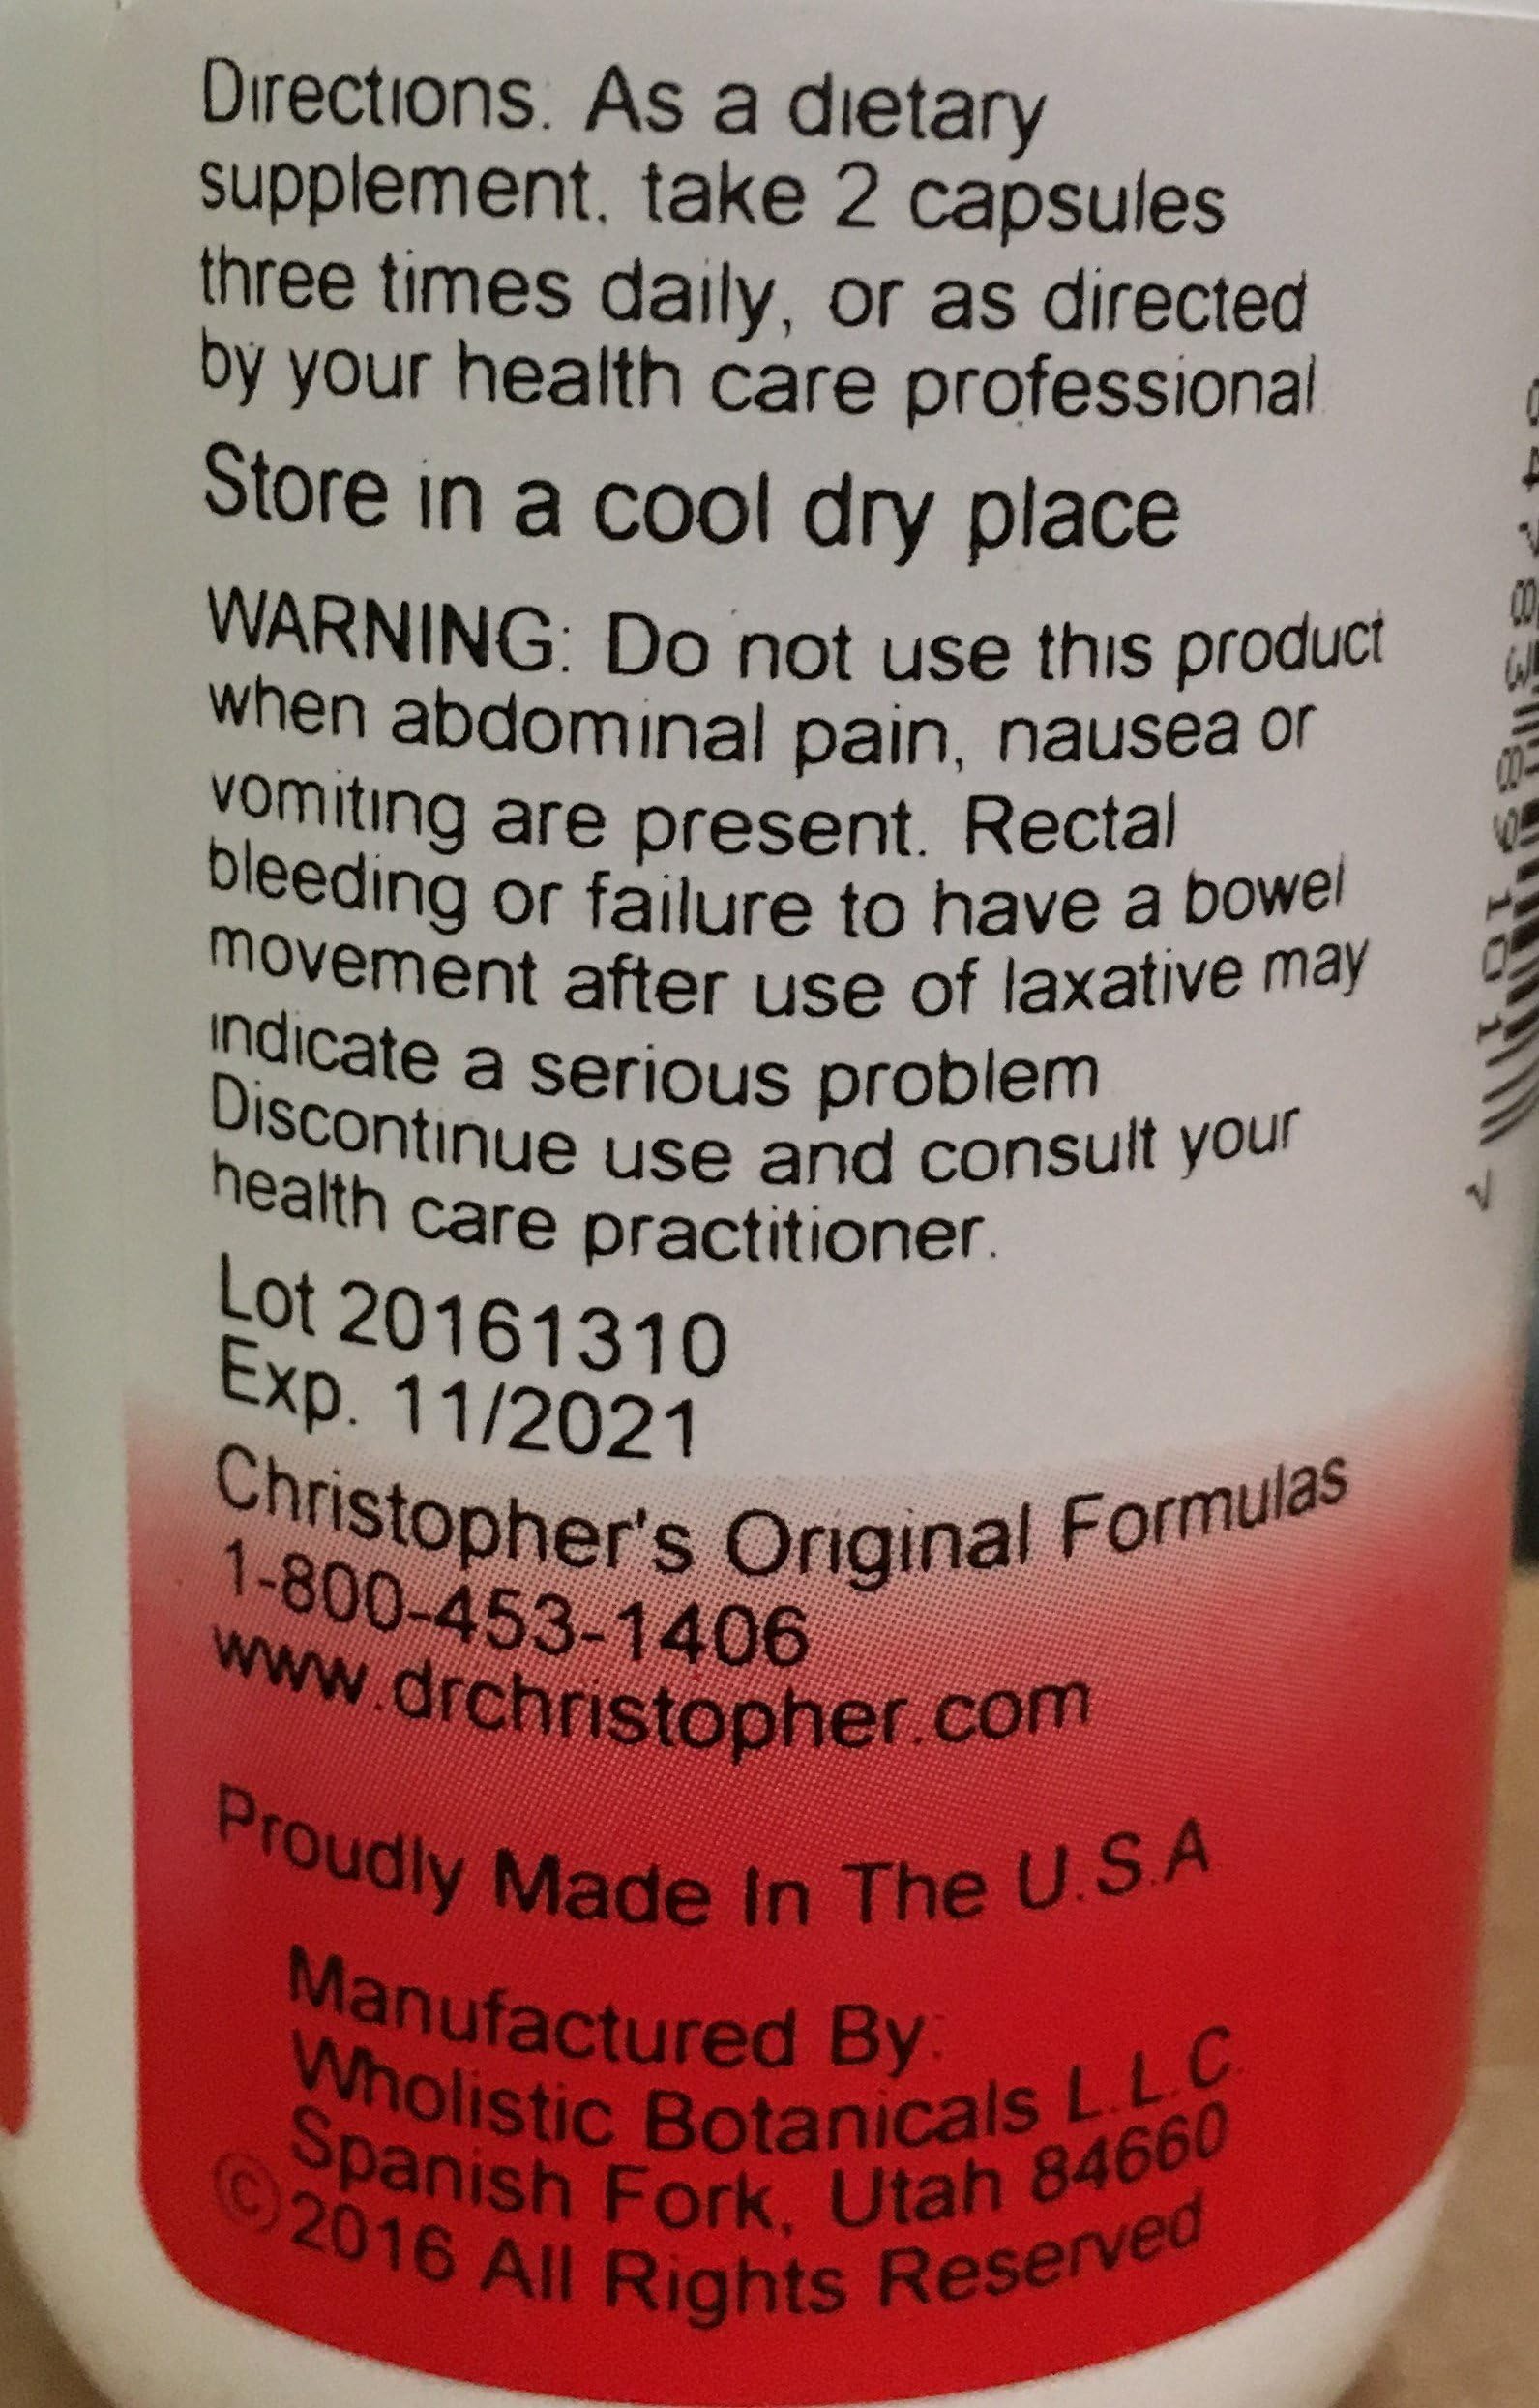 Directions: As a dietary
supplement, take 2 capsules
three times daily, or as directed
by your health care professional
Store in a cool dry place
WARNING: Do not use this product
when abdominal pain, nausea or
vomiting are present. Rectal
bleeding or failure to have a bowel
movement after use of laxative may
indicate a serious problem
Discontinue use and consult your
health care practitioner.
Lot 20161310
Exp. 11/2021
Christopher's Original Formulas
1-800-453-1406
www.drchristopher.com
Proudly Made In The U.S.A
Manufactured By:
Wholistic Botanicals L.L.C.
Spanish Fork, Utah 84660
©2016 All Rights Reserved